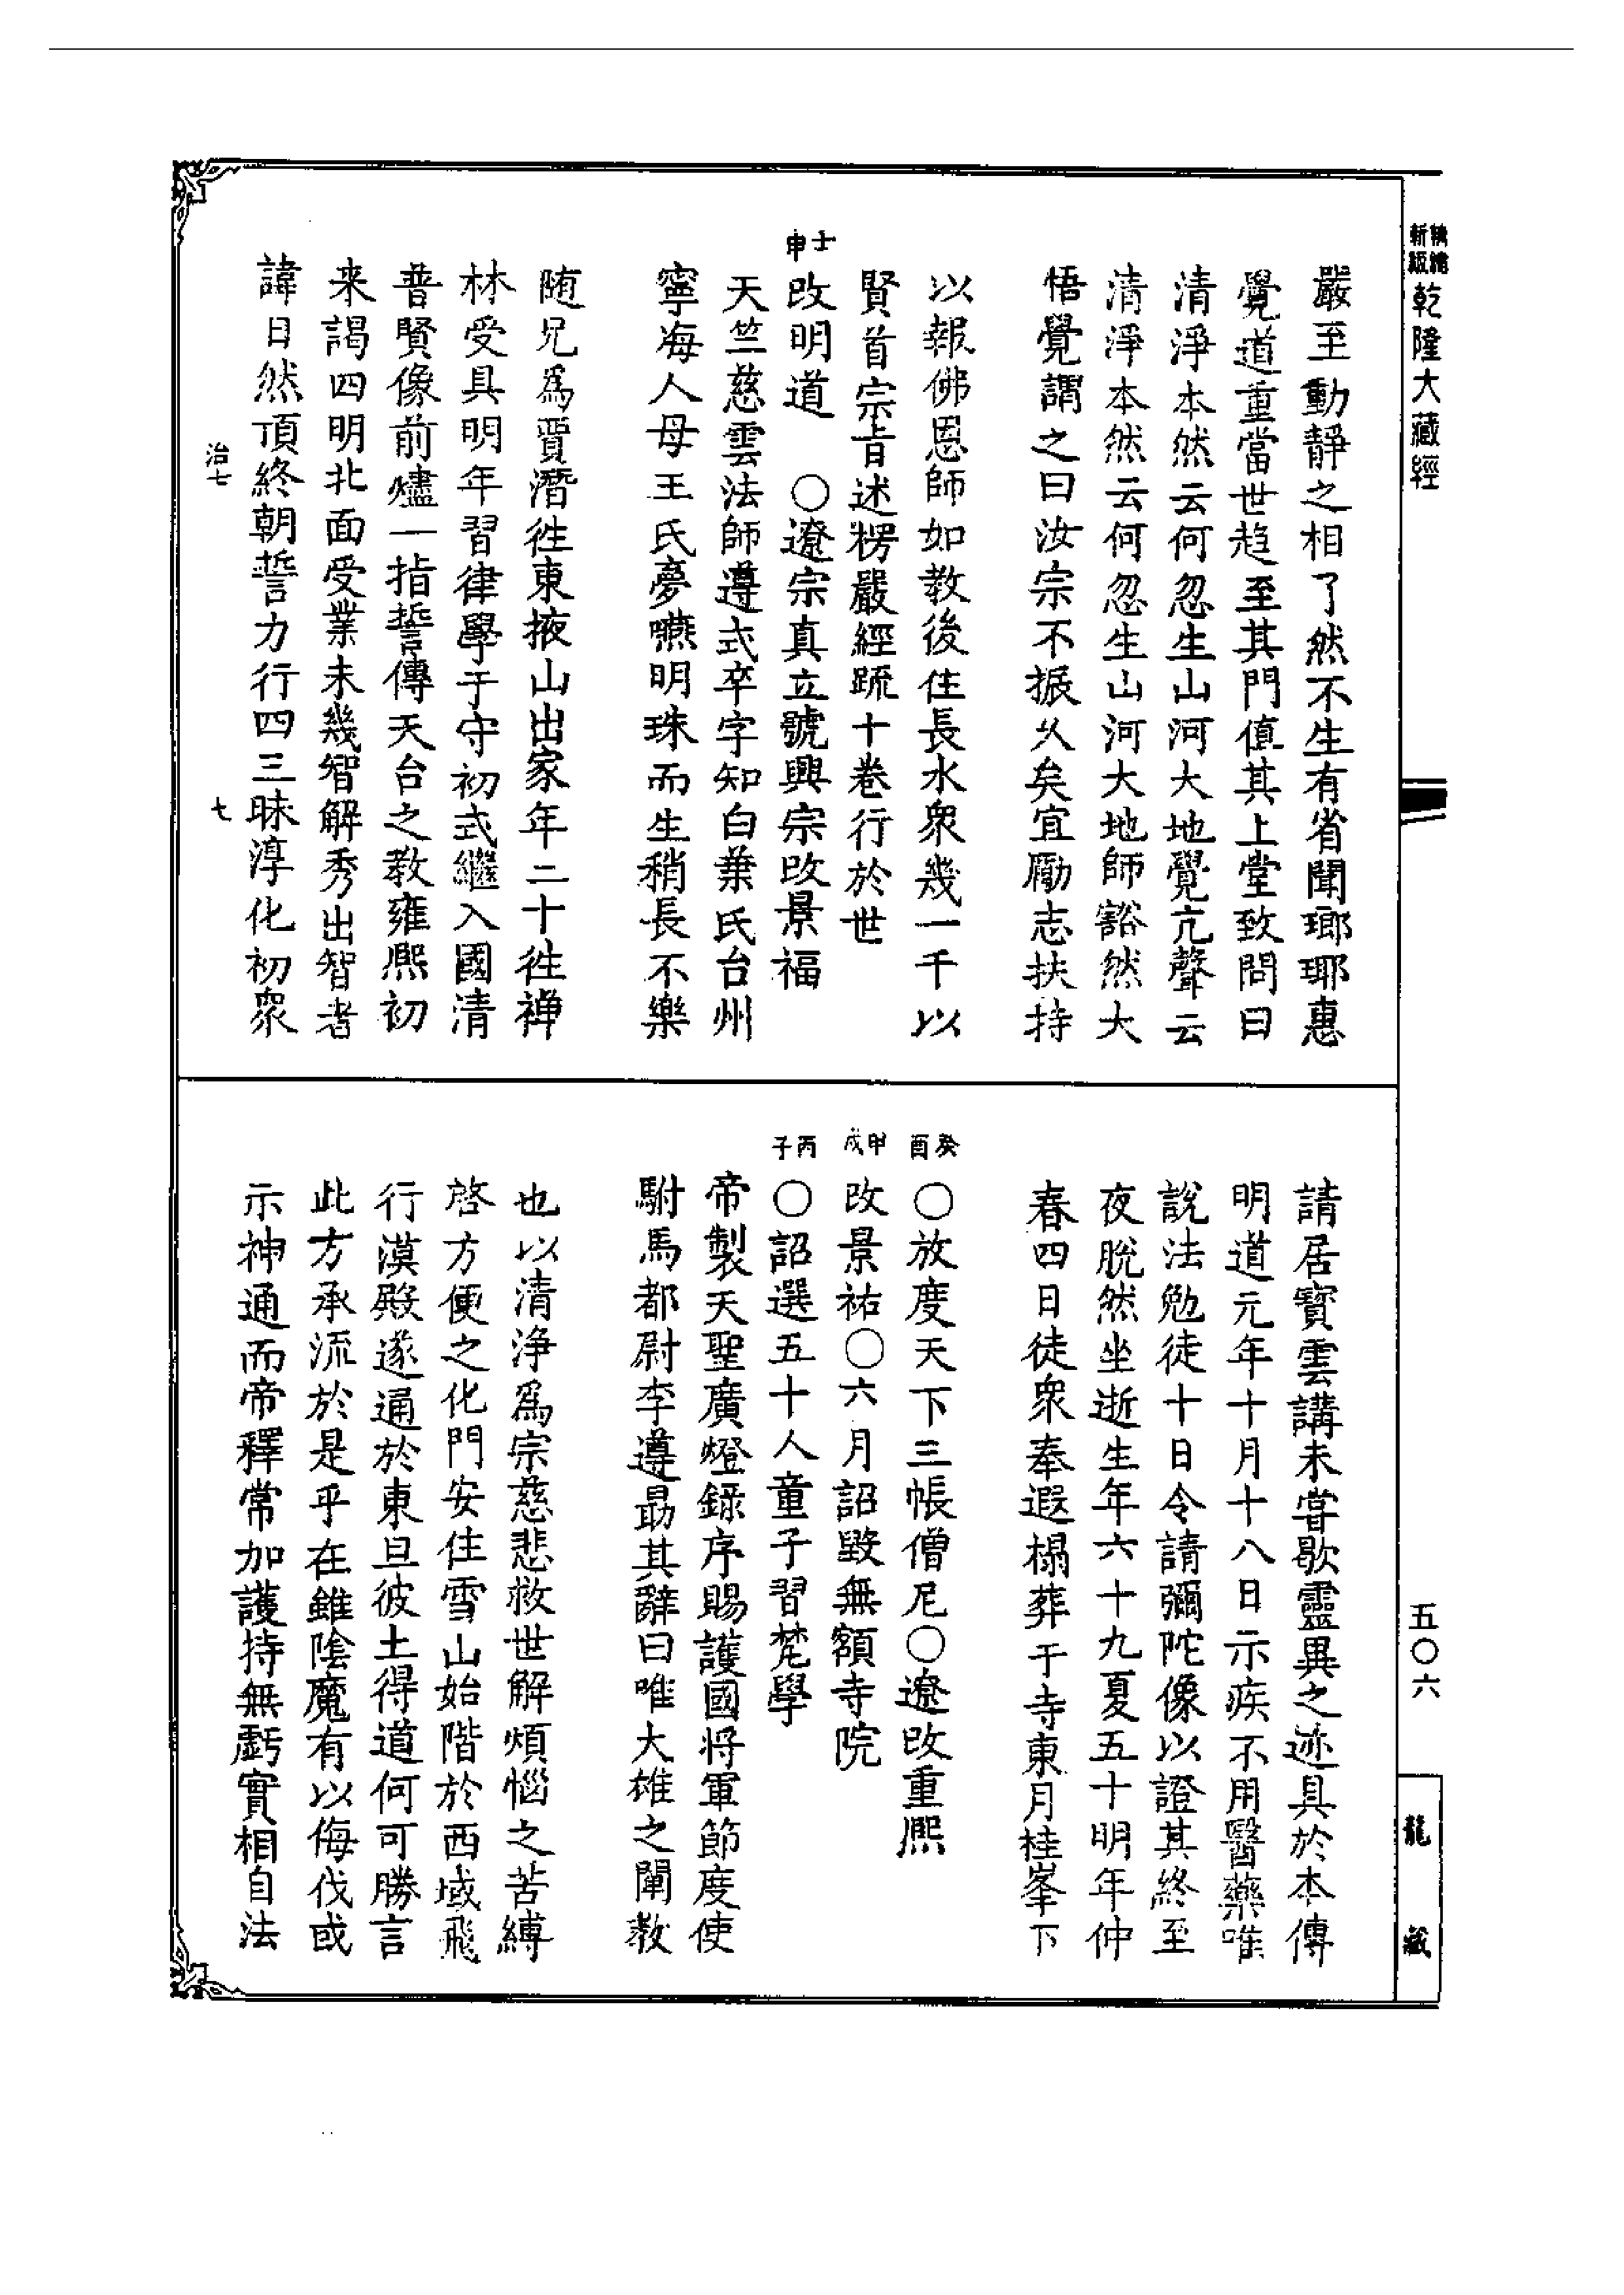 乾隆大藏經
嚴至動靜之相了然不生有省聞瑯琊惠
覺道重當世趋至其門值其上堂致問曰
清淨本然云何忽生山河大地覺亢聲云
清淨本然云何忽生山河大地師豁然大
悟覺謂之曰汝宗不振久矣宜勵志扶持
以報佛恩師如教後住長水衆幾一千以
賢首宗旨述楞嚴經䟽十卷行於世
壬申
改明道　○遼宗真立號興宗改景福
天竺慈雲法師遵式卒字知白葉氏台州
寧海人母王氏夢嚥明珠而生稍長不樂
随兄為賈潛徃東掖山出家年二十徃禅
林受具明年習律學于守初式繼入國清
普賢像前燼一指誓傳天台之教雍熙初
来謁四明北面受業未幾智解秀出智者
諱日然頂終朝誓力行四三昧淳化初衆
治七　七
請居寳雲講未甞歇靈異之迹具於本傳
明道元年十月十八日示疾不用醫藥唯
說法勉徒十日令請彌陀像以證其終至
夜脫然坐逝生年六十九夏五十明年仲
春四日徒衆奉遐榻葬于寺東月桂峯下
癸酉
○放度天下三帳僧尼○遼改重熙
甲戌
改景祐○六月詔毀無額寺院
丙子
○詔選五十人童子習梵學
帝製天聖廣燈錄序賜護國将軍節度使
駙馬都尉李遵勗其辭曰唯大雄之闡教
也以清淨為宗慈悲救世解煩惱之苦縛
啓方便之化門安住雪山始階於西域飛
行漢殿遂通於東旦彼土得道何可勝言
此方承流於是乎在雖陰魔有以侮伐或
示神通而帝釋常加護持無虧實相自法
五〇六
龍藏